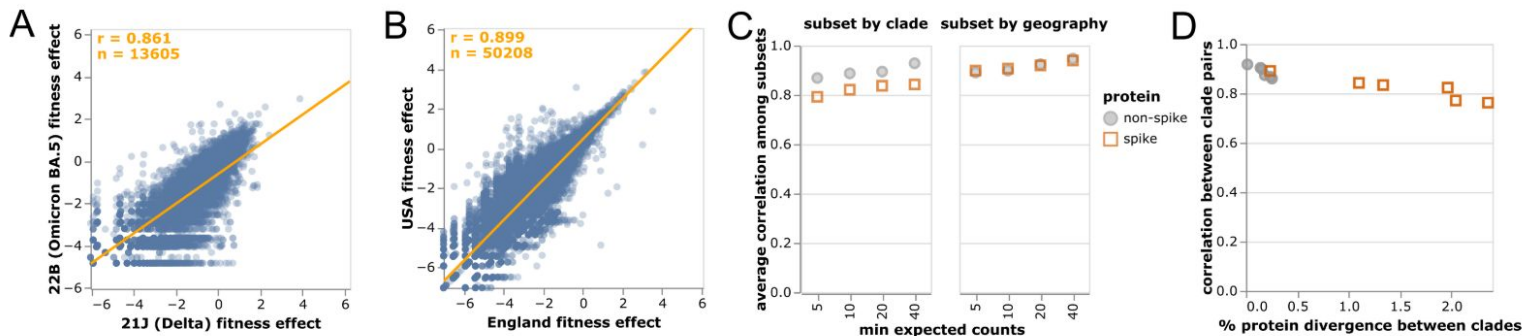 A
r = 0.861
n = 13605
22B (Omicron BA.5) fitness effect
6
4
2
0
−2
−4
−6
−6 −4 −2 0 2 4 6
21J (Delta) fitness effect
B
r = 0.899
n = 50208
USA fitness effect
6
4
2
0
−2
−4
−6
−6 −4 −2 0 2 4 6
England fitness effect
C
subset by clade subset by geography
average correlation among subsets
1.0
0.8
0.6
0.4
0.2
0.0
5 10 20 40 5 10 20 40
min expected counts
protein
non-spike
spike
D
correlation between clade pairs
1.0
0.8
0.6
0.4
0.2
0.0
0.0 0.5 1.0 1.5 2.0
% protein divergence between clades